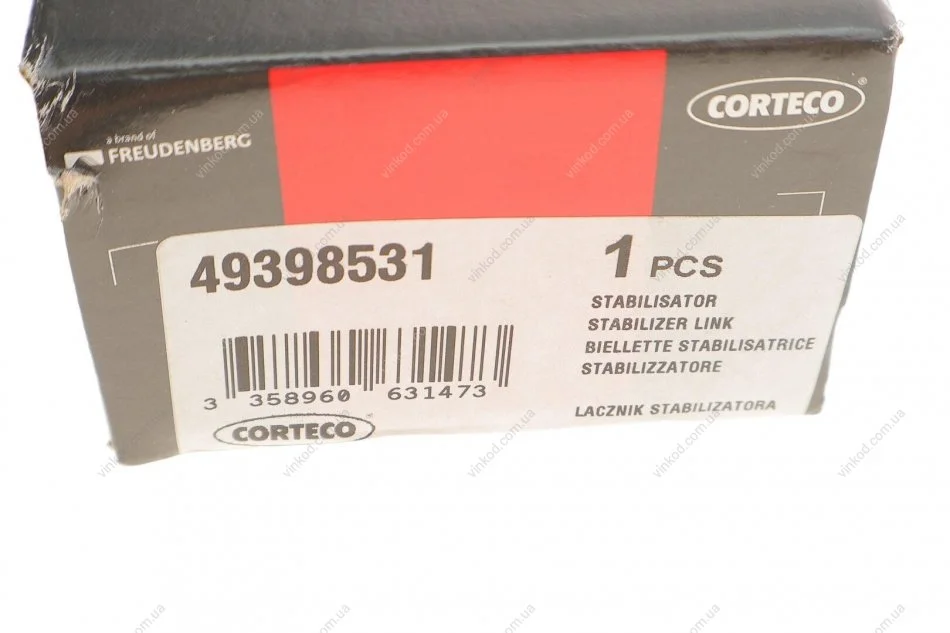 a brand of
FREUDENBERG
CORTECO®
49398531
1 PCS
STABILISATOR
STABILIZER LINK
BIELLETTE STABILISATRICE
STABILIZZATORE
LACZNIK STABILIZATORA
3 358960 631473
CORTECO®
vinkod.com.ua